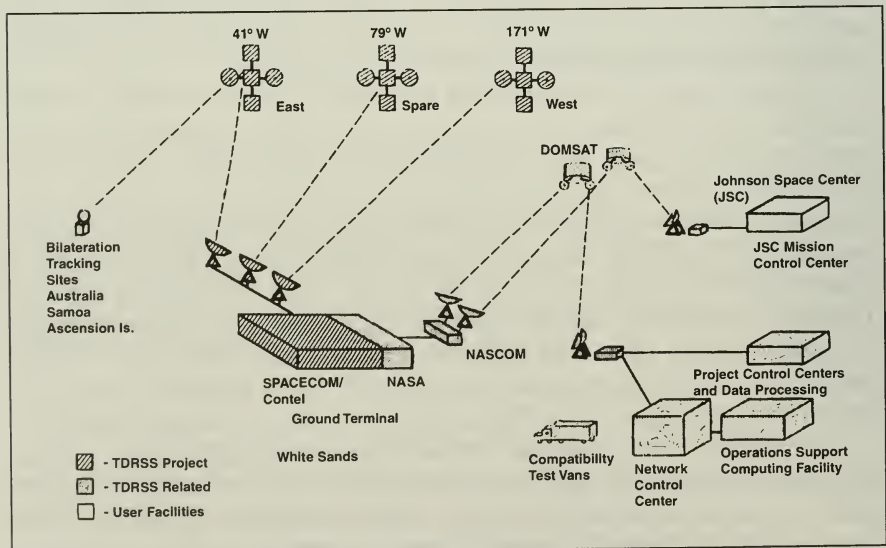 41° W
79° W
171° W
East
Spare
West
DOMSAT
Johnson Space Center
(JSC)
JSC Mission
Control Center
Bilateration
Tracking
Sites
Australia
Samoa
Ascension Is.
SPACECOM/
Contel
NASA
NASCOM
Ground Terminal
White Sands
Project Control Centers
and Data Processing
Compatibility
Test Vans
Network
Control
Center
Operations Support
Computing Facility
- TDRSS Project
- TDRSS Related
- User Facilities